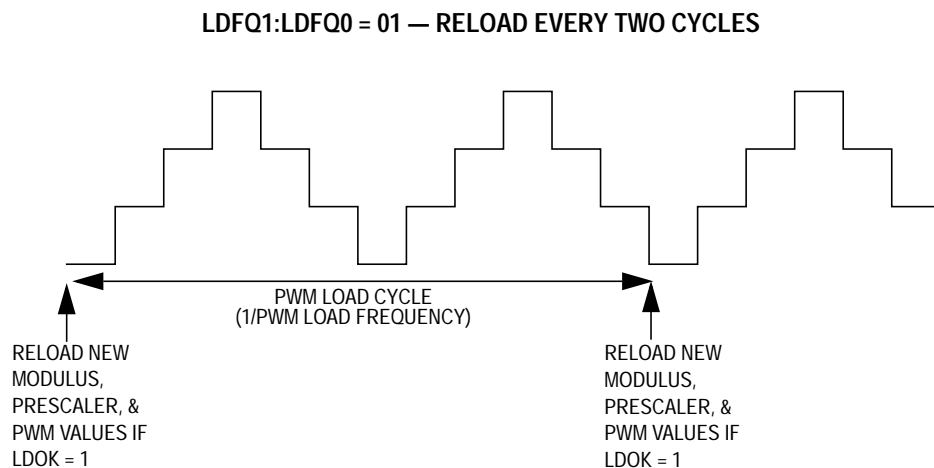 LDFQ1:LDFQ0 = 01 — RELOAD EVERY TWO CYCLES
PWM LOAD CYCLE
(1/PWM LOAD FREQUENCY)
RELOAD NEW
MODULUS,
PRESCALER, &
PWM VALUES IF
LDOK = 1
RELOAD NEW
MODULUS,
PRESCALER, &
PWM VALUES IF
LDOK = 1